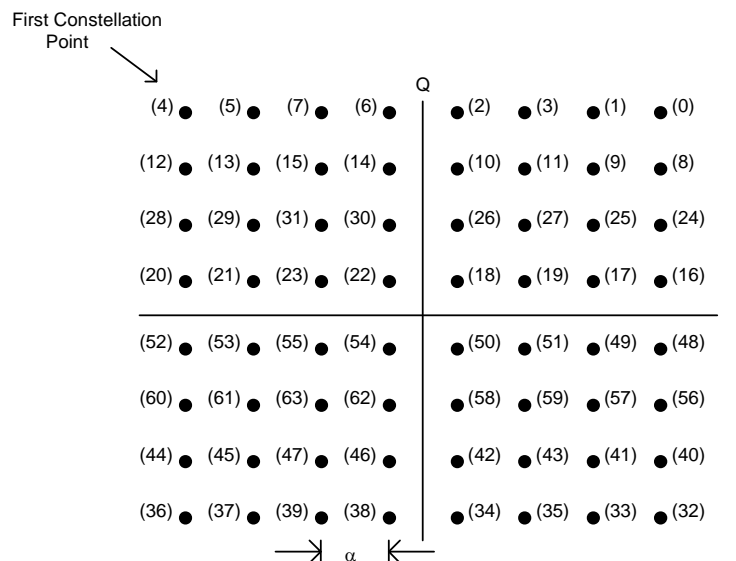 First Constellation
Point
Q
(4) (5) (7) (6) (2) (3) (1) (0)
(12) (13) (15) (14) (10) (11) (9) (8)
(28) (29) (31) (30) (26) (27) (25) (24)
(20) (21) (23) (22) (18) (19) (17) (16)
(52) (53) (55) (54) (50) (51) (49) (48)
(60) (61) (63) (62) (58) (59) (57) (56)
(44) (45) (47) (46) (42) (43) (41) (40)
(36) (37) (39) (38) (34) (35) (33) (32)
α